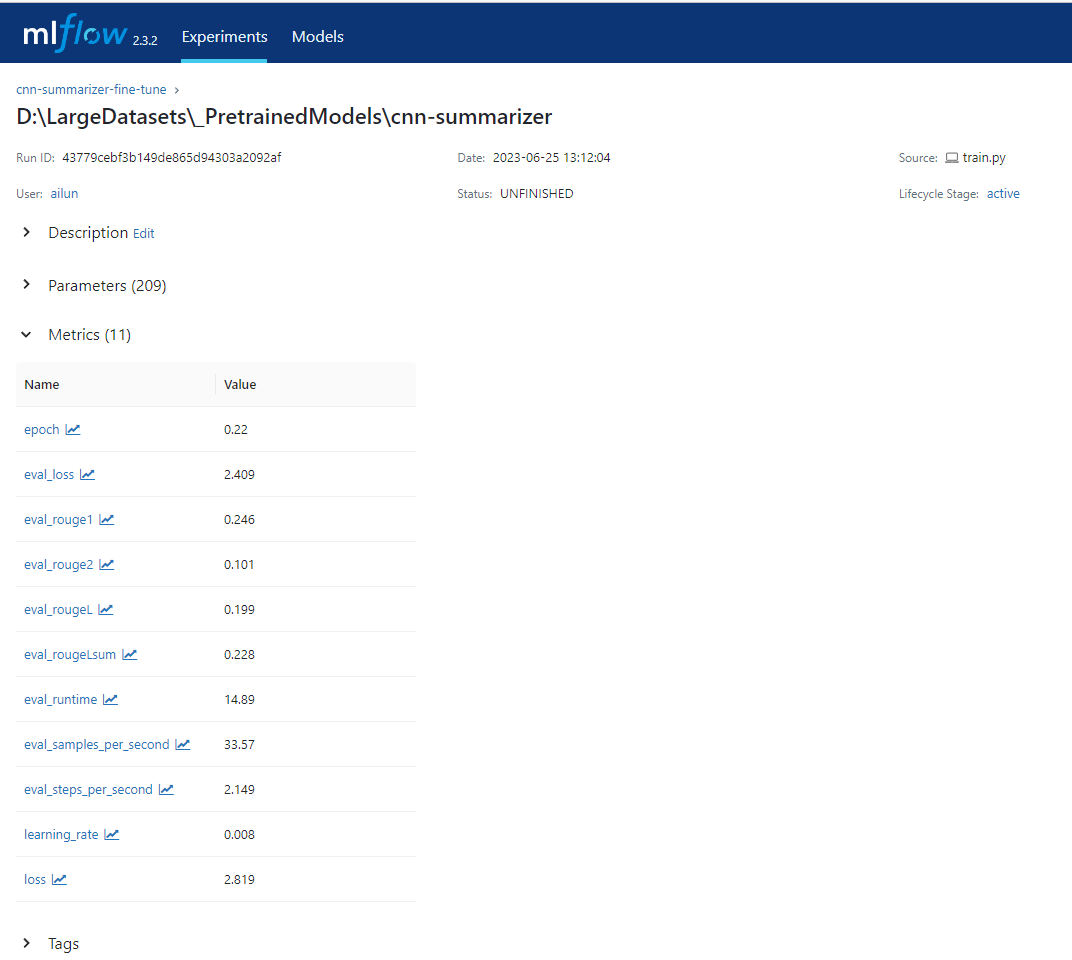 mlflow 2.3.2 Experiments Models
cnn-summarizer-fine-tune >
D:\LargeDatasets\_PretrainedModels\cnn-summarizer
Run ID: 43779cebf3b149de865d94303a2092af Date: 2023-06-25 13:12:04 Source: train.py
User: ailun Status: UNFINISHED Lifecycle Stage: active
Description Edit
Parameters (209)
Metrics (11)
Name Value
epoch 0.22
eval_loss 2.409
eval_rouge1 0.246
eval_rouge2 0.101
eval_rougeL 0.199
eval_rougeLsum 0.228
eval_runtime 14.89
eval_samples_per_second 33.57
eval_steps_per_second 2.149
learning_rate 0.008
loss 2.819
Tags